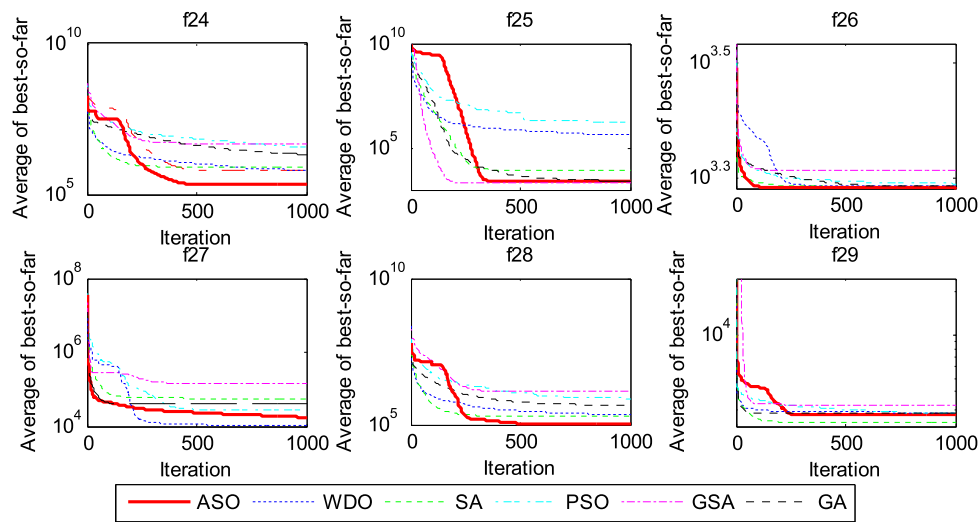 f24
f25
f26
Average of best-so-far
10^10
10^5
0
500
1000
Iteration
Average of best-so-far
10^10
10^5
0
500
1000
Iteration
Average of best-so-far
10^3.5
10^3.3
0
500
1000
Iteration
f27
f28
f29
Average of best-so-far
10^8
10^6
10^4
0
500
1000
Iteration
Average of best-so-far
10^10
10^5
0
500
1000
Iteration
Average of best-so-far
10^4
0
500
1000
Iteration
ASO WDO SA PSO GSA GA